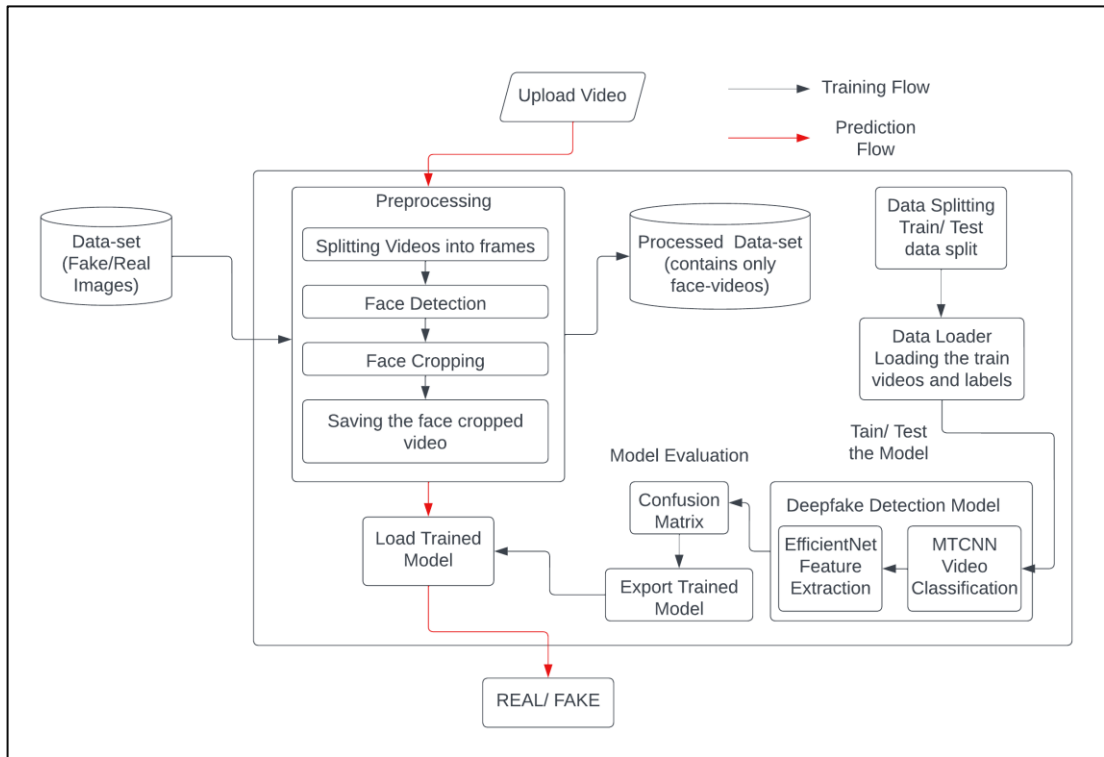 Upload Video
Training Flow
Prediction
Flow
Preprocessing
Splitting Videos into frames
Face Detection
Face Cropping
Saving the face cropped
video
Data-set
(Fake/Real
Images)
Processed Data-set
(contains only
face-videos)
Data Splitting
Train/ Test
data split
Data Loader
Loading the train
videos and labels
Tain/ Test
the Model
Model Evaluation
Confusion
Matrix
Export Trained
Model
Deepfake Detection Model
EfficientNet
Feature
Extraction
MTCNN
Video
Classification
Load Trained
Model
REAL/ FAKE